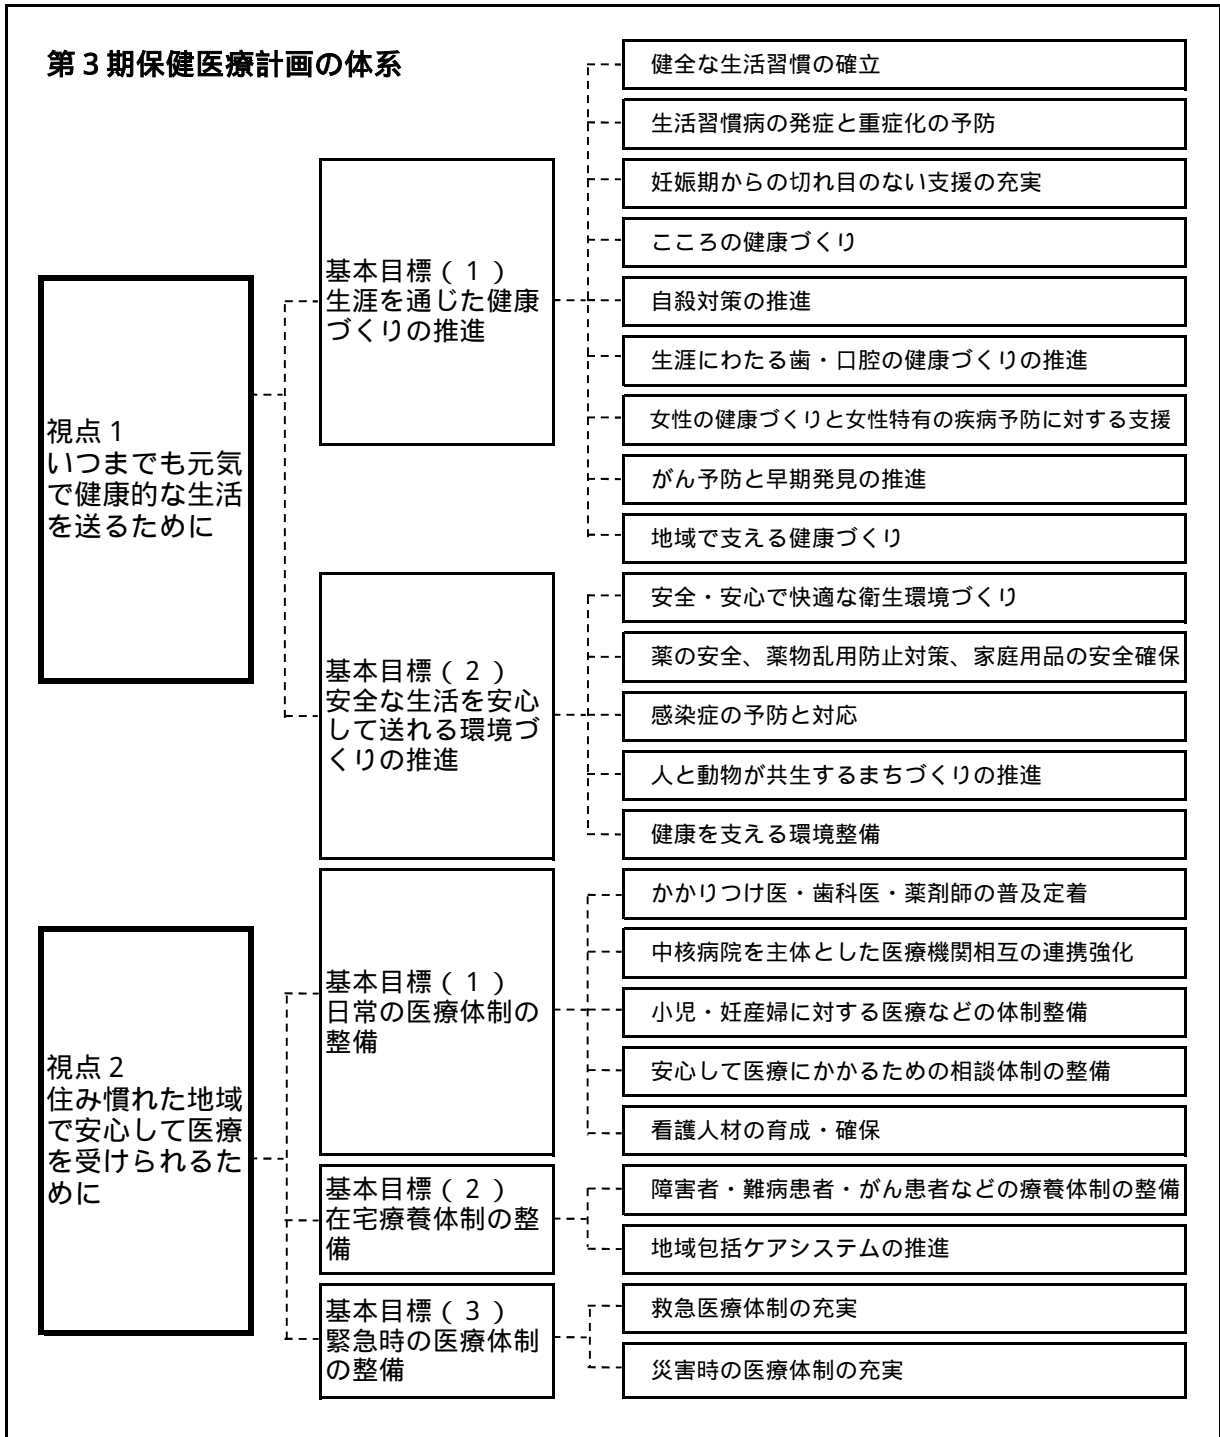 第３期保健医療計画の体系
視点１
いつまでも元気
で健康的な生活
を送るために
基本目標（１）
生涯を通じた健康
づくりの推進
健全な生活習慣の確立
生活習慣病の発症と重症化の予防
妊娠期からの切れ目のない支援の充実
こころの健康づくり
自殺対策の推進
生涯にわたる歯・口腔の健康づくりの推進
女性の健康づくりと女性特有の疾病予防に対する支援
がん予防と早期発見の推進
地域で支える健康づくり
基本目標（２）
安全な生活を安心
して送れる環境づ
くりの推進
安全・安心で快適な衛生環境づくり
薬の安全、薬物乱用防止対策、家庭用品の安全確保
感染症の予防と対応
人と動物が共生するまちづくりの推進
健康を支える環境整備
視点２
住み慣れた地域
で安心して医療
を受けられるた
めに
基本目標（１）
日常の医療体制の
整備
かかりつけ医・歯科医・薬剤師の普及定着
中核病院を主体とした医療機関相互の連携強化
小児・妊産婦に対する医療などの体制整備
安心して医療にかかるための相談体制の整備
看護人材の育成・確保
基本目標（２）
在宅療養体制の整
備
障害者・難病患者・がん患者などの療養体制の整備
地域包括ケアシステムの推進
基本目標（３）
緊急時の医療体制
の整備
救急医療体制の充実
災害時の医療体制の充実